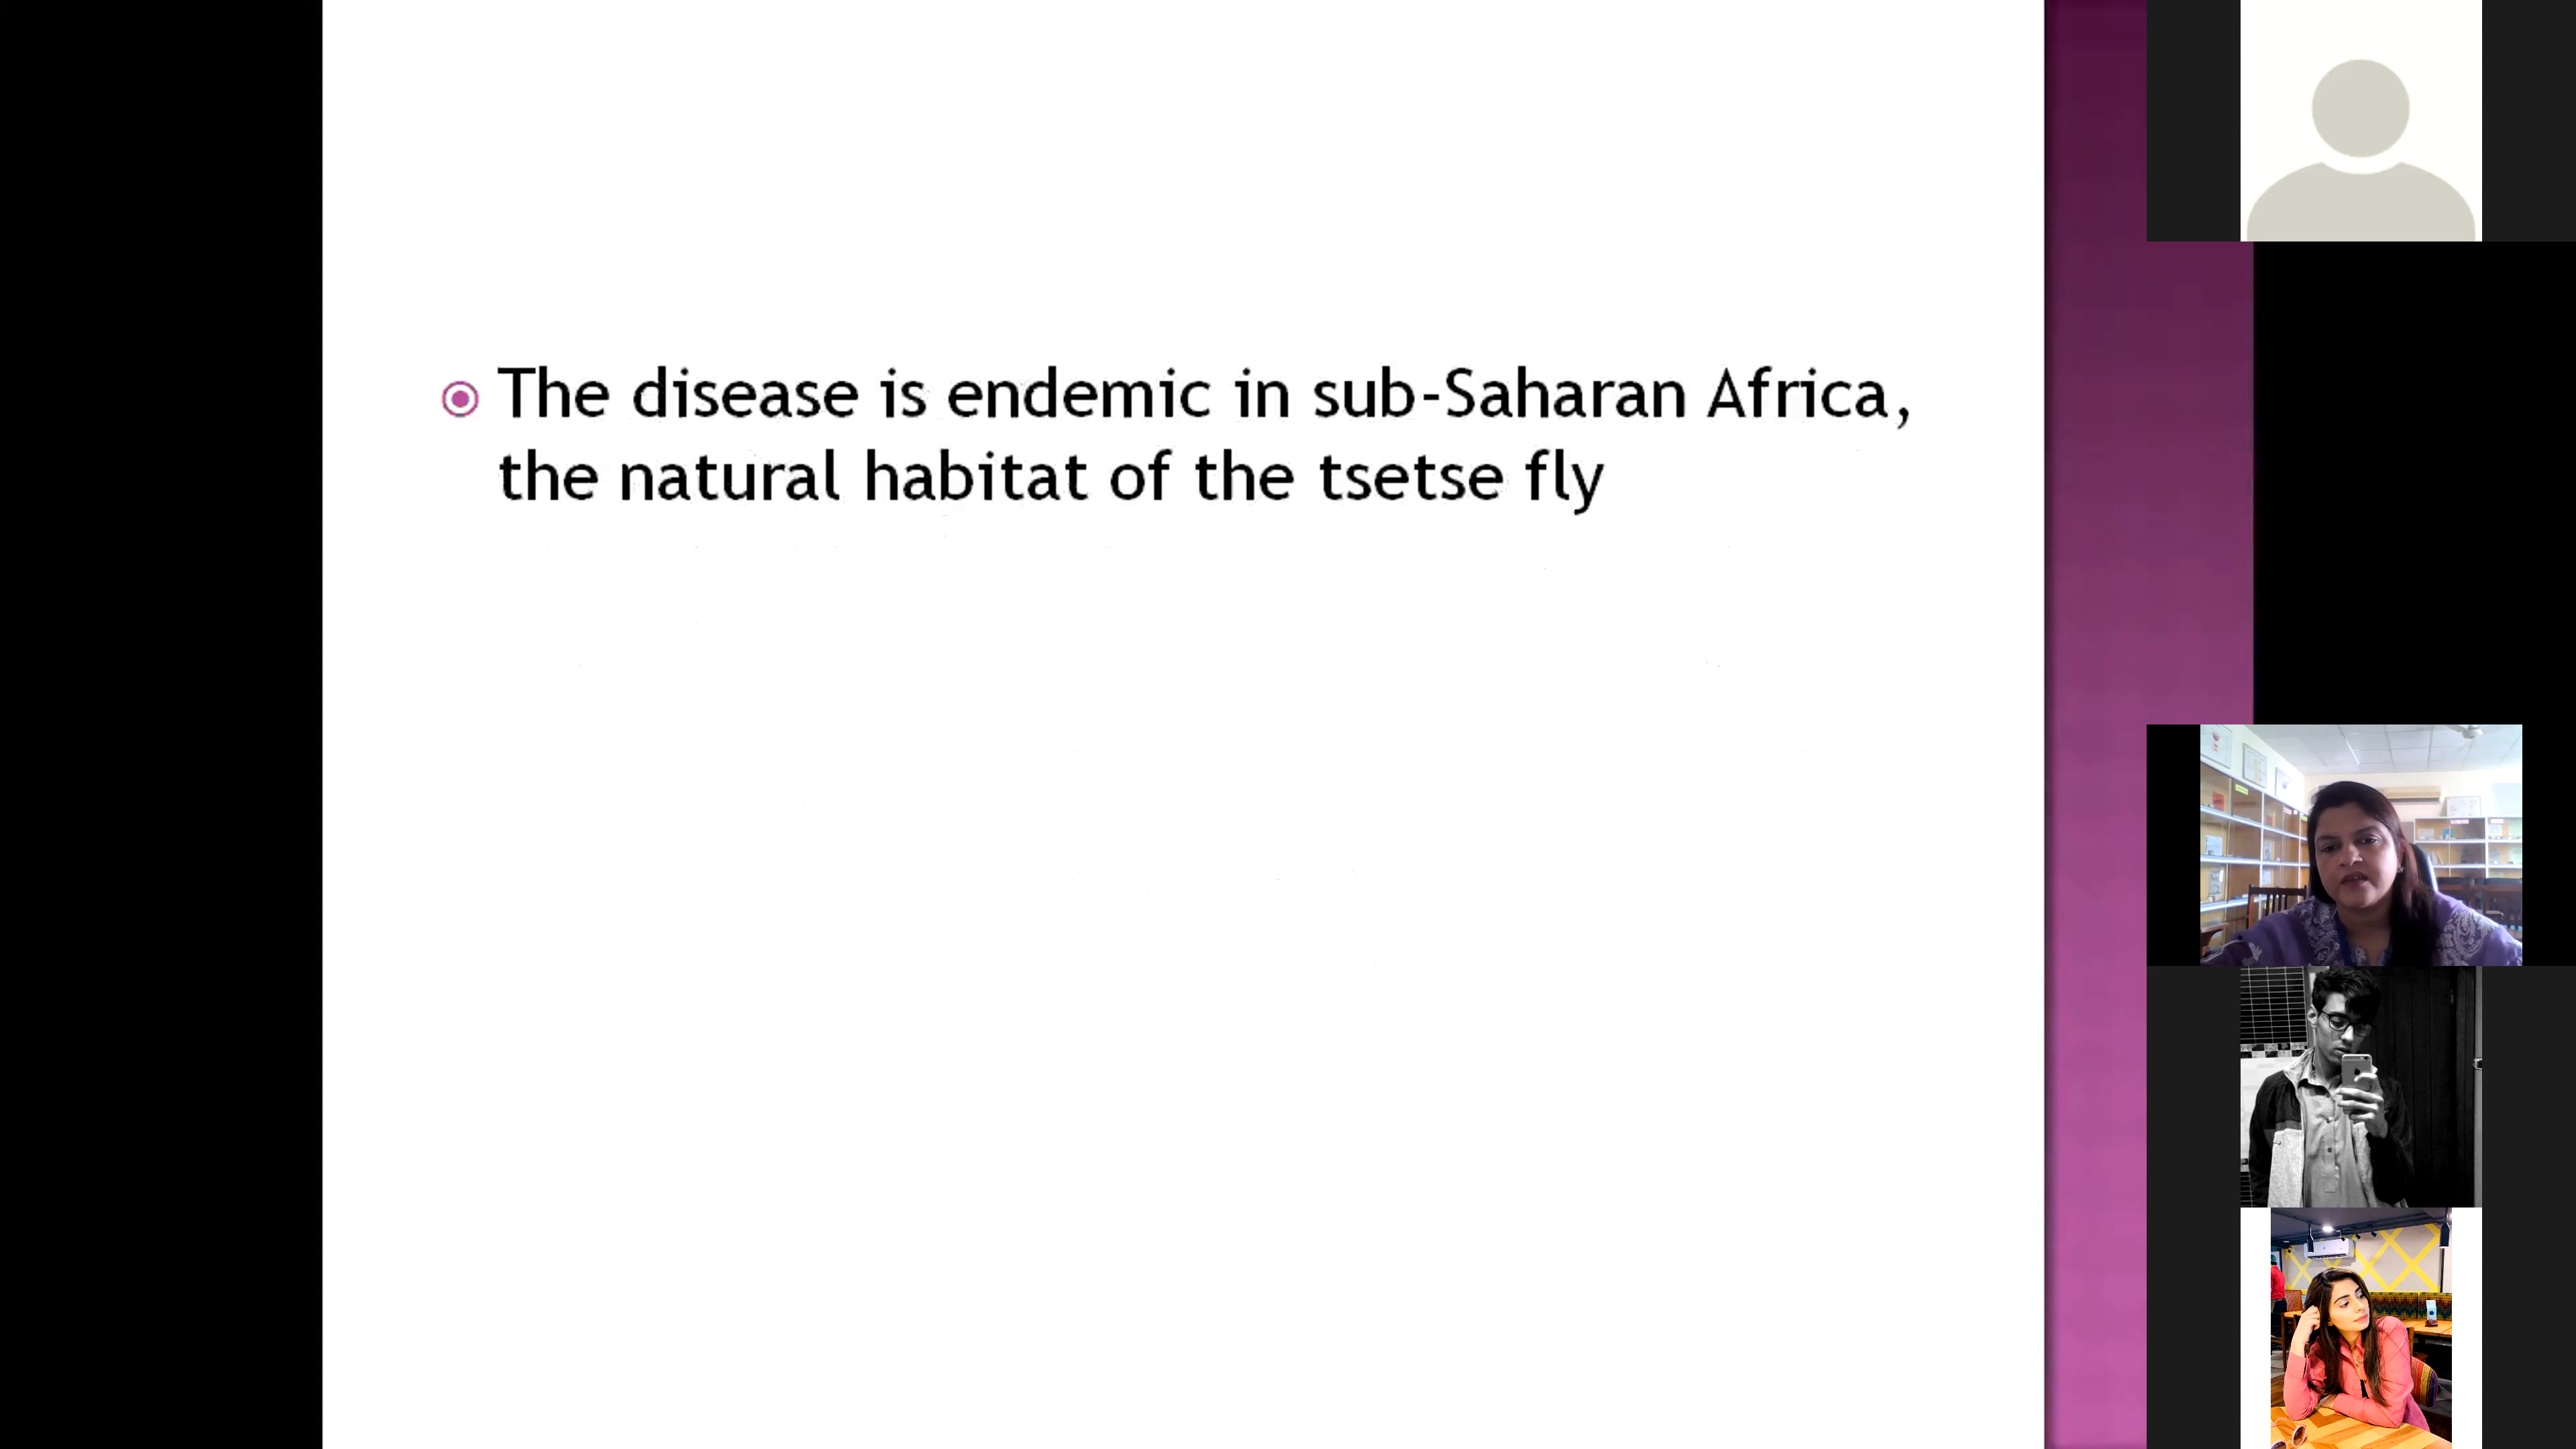 The disease is endemic in sub-Saharan Africa,
the natural habitat of the tsetse fly